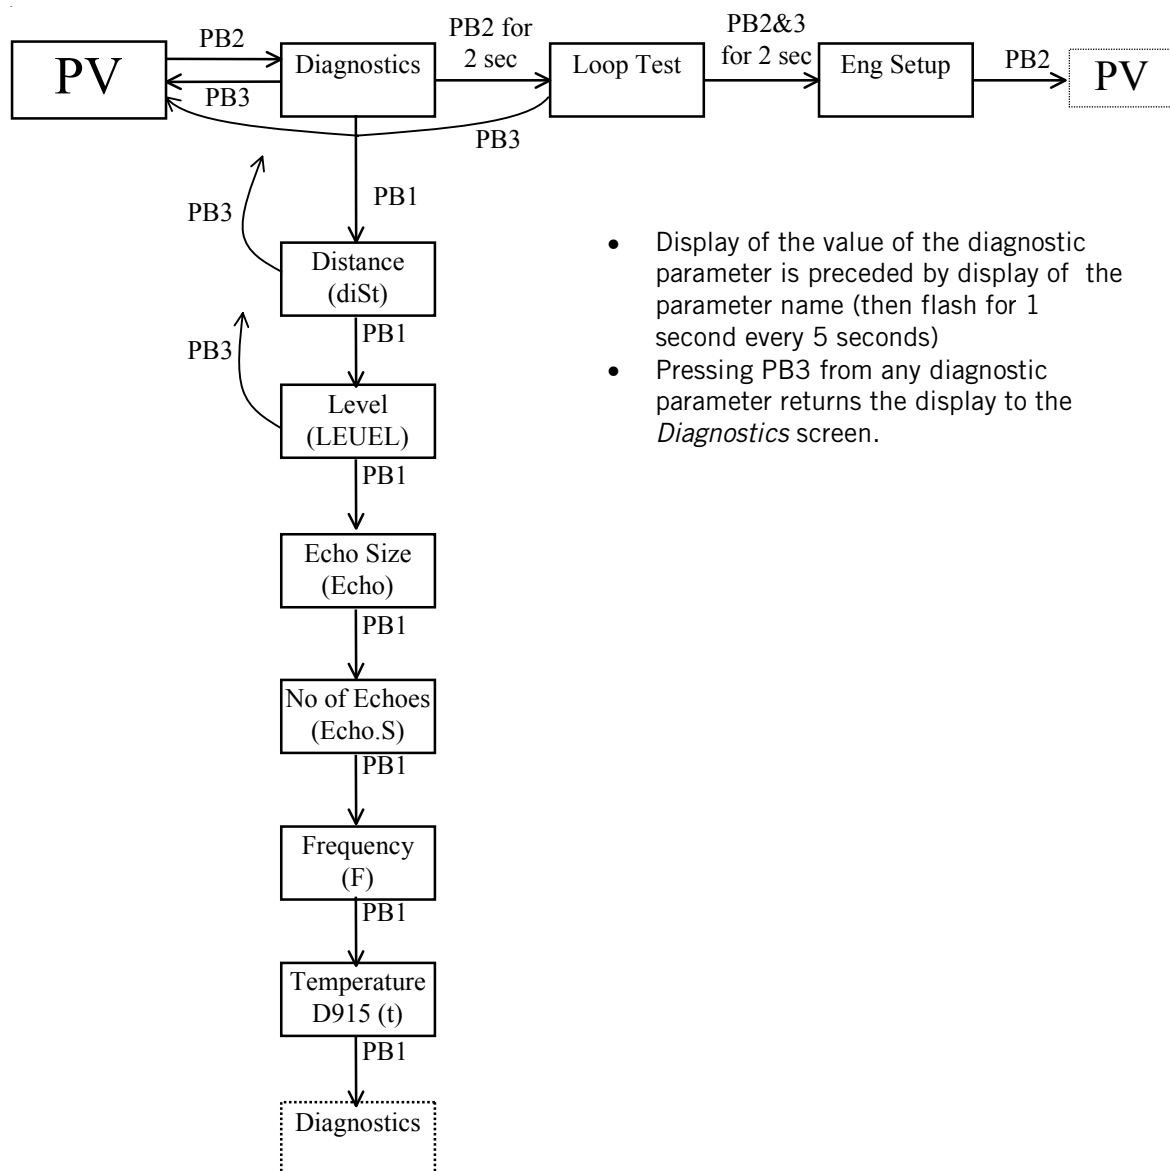 PV
PB2
PB3
Diagnostics
PB2 for
2 sec
Loop Test
PB3
PB2&3
for 2 sec
Eng Setup
PB2
PV
PB1
PB3
Distance
(diSt)
PB1
PB3
Level
(LEUEL)
PB1
Echo Size
(Echo)
PB1
No of Echoes
(Echo.S)
PB1
Frequency
(F)
PB1
Temperature
D915 (t)
PB1
Diagnostics
• Display of the value of the diagnostic
parameter is preceded by display of the
parameter name (then flash for 1
second every 5 seconds)
• Pressing PB3 from any diagnostic
parameter returns the display to the
Diagnostics screen.